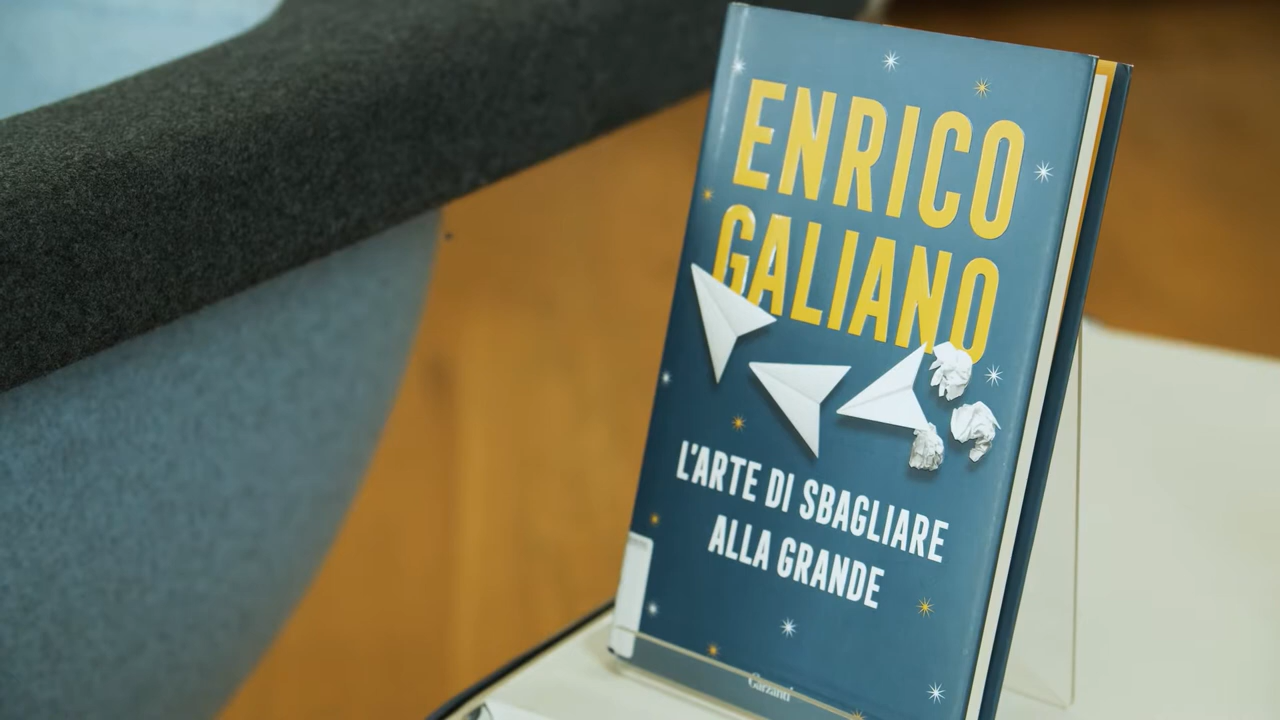 ENRICO
GALIANO
L'ARTE DI SBAGLIARE
ALLA GRANDE
Garzanti